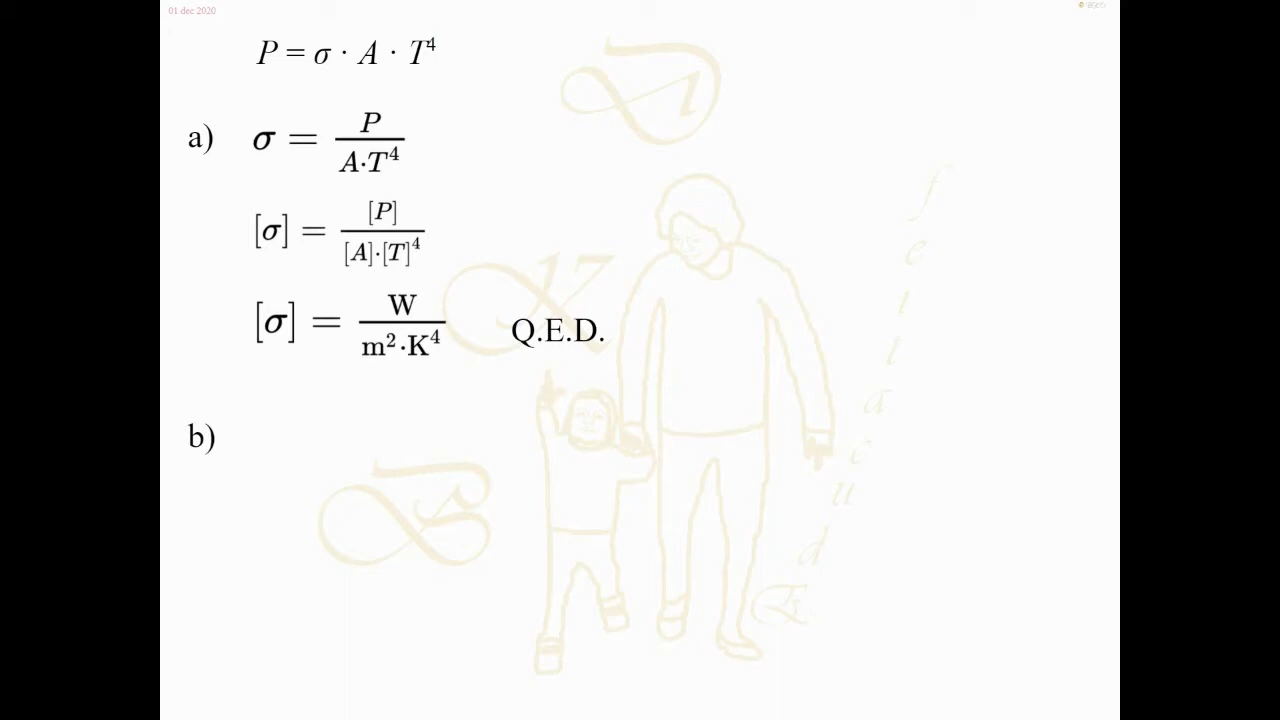 01 dec 2020
P = σ · A · T⁴
a) σ = P / A·T⁴
[σ] = [P] / [A]·[T]⁴
[σ] = W / m²·K⁴ Q.E.D.
b)